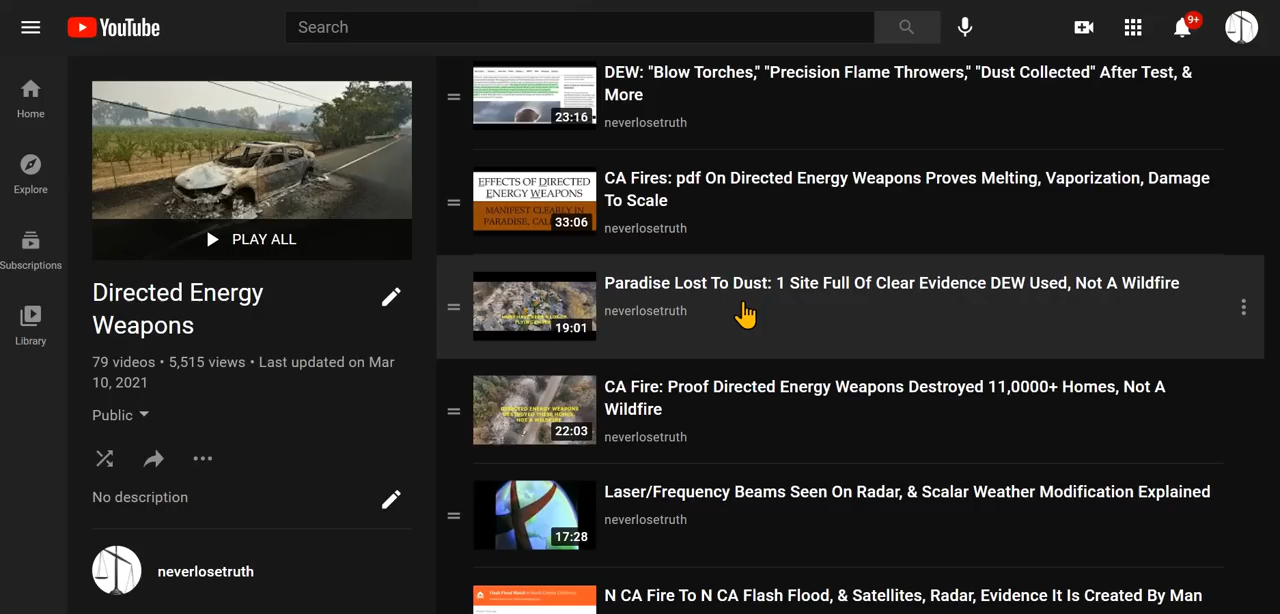 YouTube
Search
9+
Home
Explore
Subscriptions
Library
PLAY ALL
Directed Energy
Weapons
79 videos • 5,515 views • Last updated on Mar
10, 2021
Public
No description
neverlosetruth
23:16
DEW: "Blow Torches," "Precision Flame Throwers," "Dust Collected" After Test, &
More
neverlosetruth
EFFECTS OF DIRECTED
ENERGY WEAPONS
MANIFEST CLEARLY IN
PARADISE, CAL
33:06
CA Fires: pdf On Directed Energy Weapons Proves Melting, Vaporization, Damage
To Scale
neverlosetruth
19:01
Paradise Lost To Dust: 1 Site Full Of Clear Evidence DEW Used, Not A Wildfire
neverlosetruth
DIRECTED ENERGY WEAPONS
DESTROYED THESE HOMES,
NOT A WILDFIRE
22:03
CA Fire: Proof Directed Energy Weapons Destroyed 11,0000+ Homes, Not A
Wildfire
neverlosetruth
17:28
Laser/Frequency Beams Seen On Radar, & Scalar Weather Modification Explained
neverlosetruth
N CA Fire To N CA Flash Flood, & Satellites, Radar, Evidence It Is Created By Man